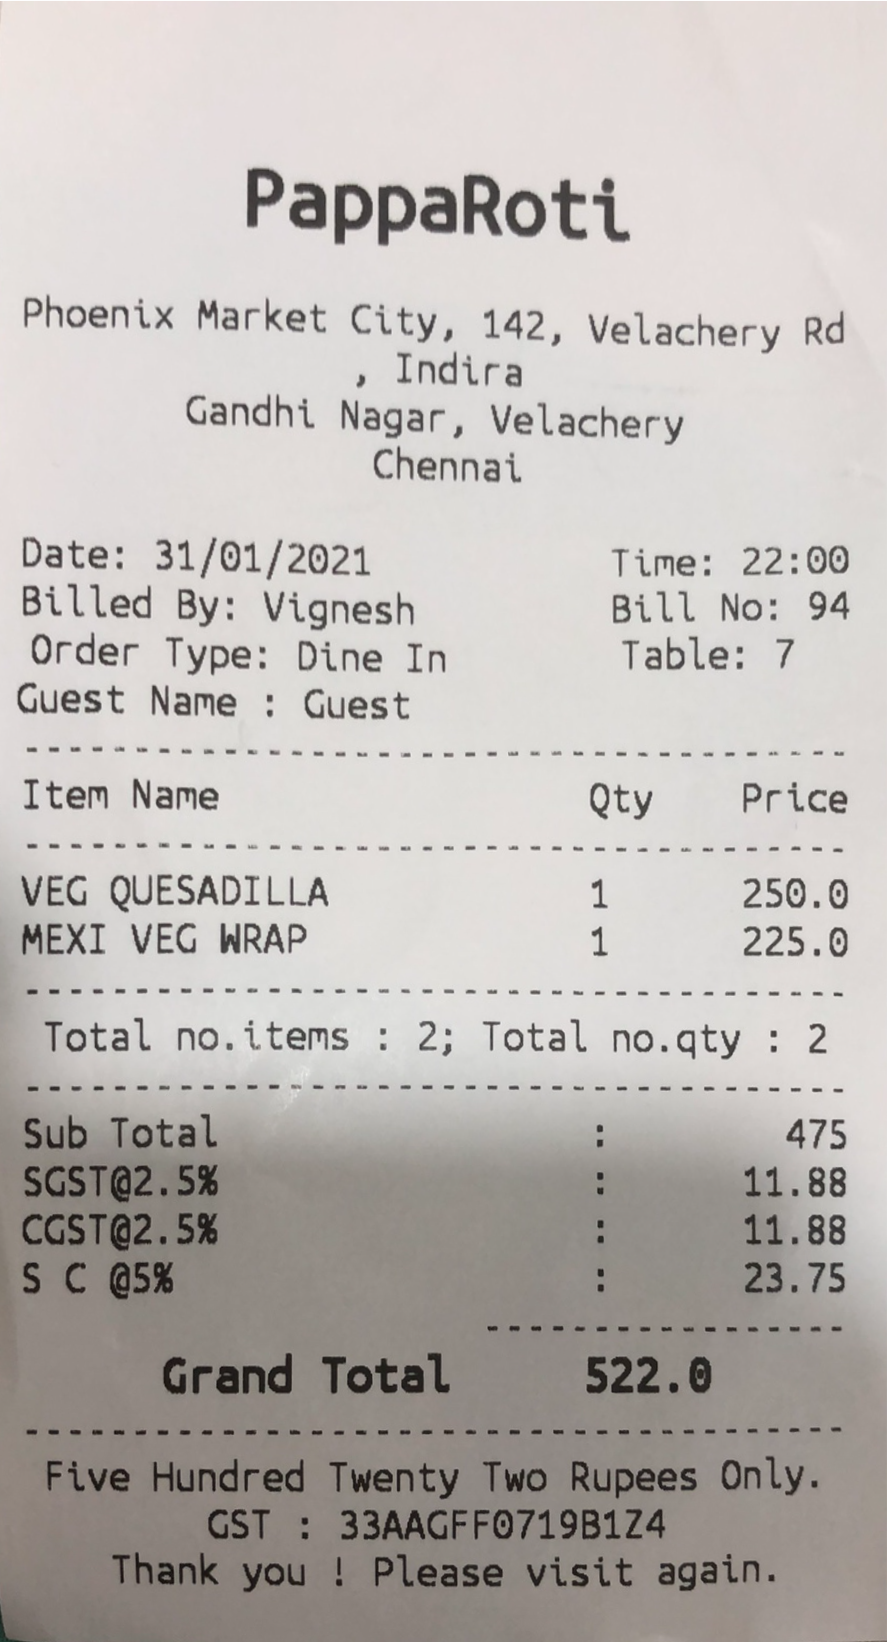 PappaRoti
Phoenix Market City, 142, Velachery Rd
, Indira
Gandhi Nagar, Velachery
Chennai
Date: 31/01/2021 Time: 22:00
Billed By: Vignesh Bill No: 94
Order Type: Dine In Table: 7
Guest Name : Guest
Item Name Qty Price
VEG QUESADILLA 1 250.0
MEXI VEG WRAP 1 225.0
Total no.items : 2; Total no.qty : 2
Sub Total : 475
SGST@2.5% : 11.88
CGST@2.5% : 11.88
S C @5% : 23.75
Grand Total 522.0
Five Hundred Twenty Two Rupees Only.
GST : 33AAGFF0719B1Z4
Thank you ! Please visit again.